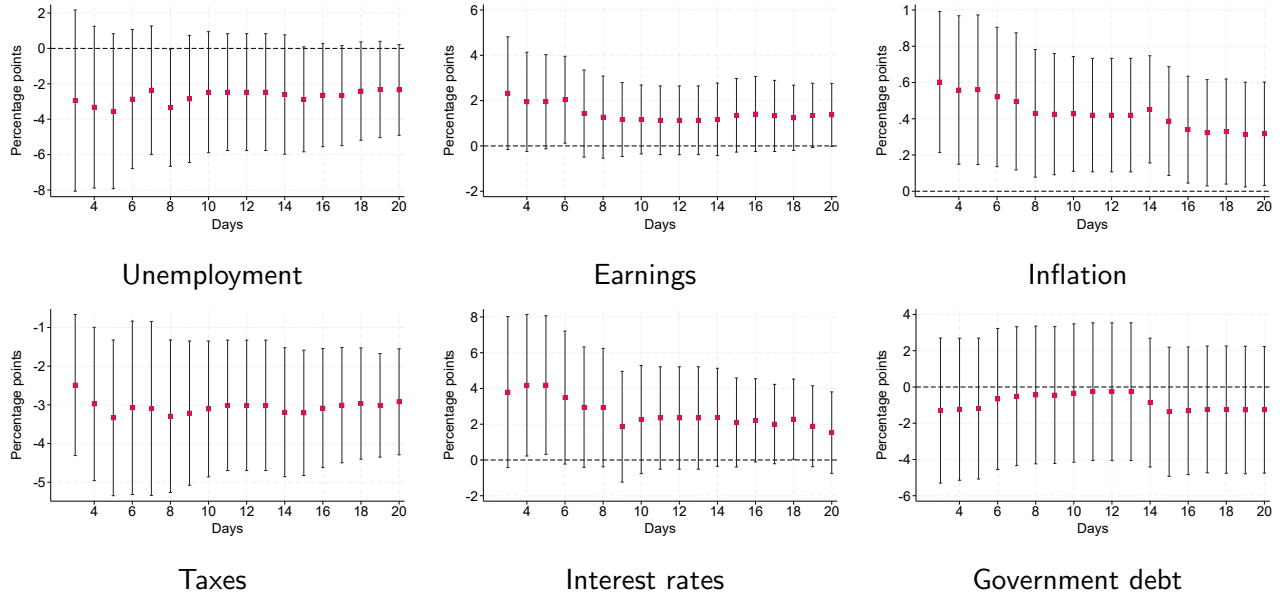 Percentage points
2
0
-2
-4
-6
-8
4 6 8 10 12 14 16 18 20
Days
Unemployment
Percentage points
6
4
2
0
-2
4 6 8 10 12 14 16 18 20
Days
Earnings
Percentage points
1
.8
.6
.4
.2
0
4 6 8 10 12 14 16 18 20
Days
Inflation
Percentage points
-1
-2
-3
-4
-5
4 6 8 10 12 14 16 18 20
Days
Taxes
Percentage points
8
6
4
2
0
-2
4 6 8 10 12 14 16 18 20
Days
Interest rates
Percentage points
4
2
0
-2
-4
-6
4 6 8 10 12 14 16 18 20
Days
Government debt